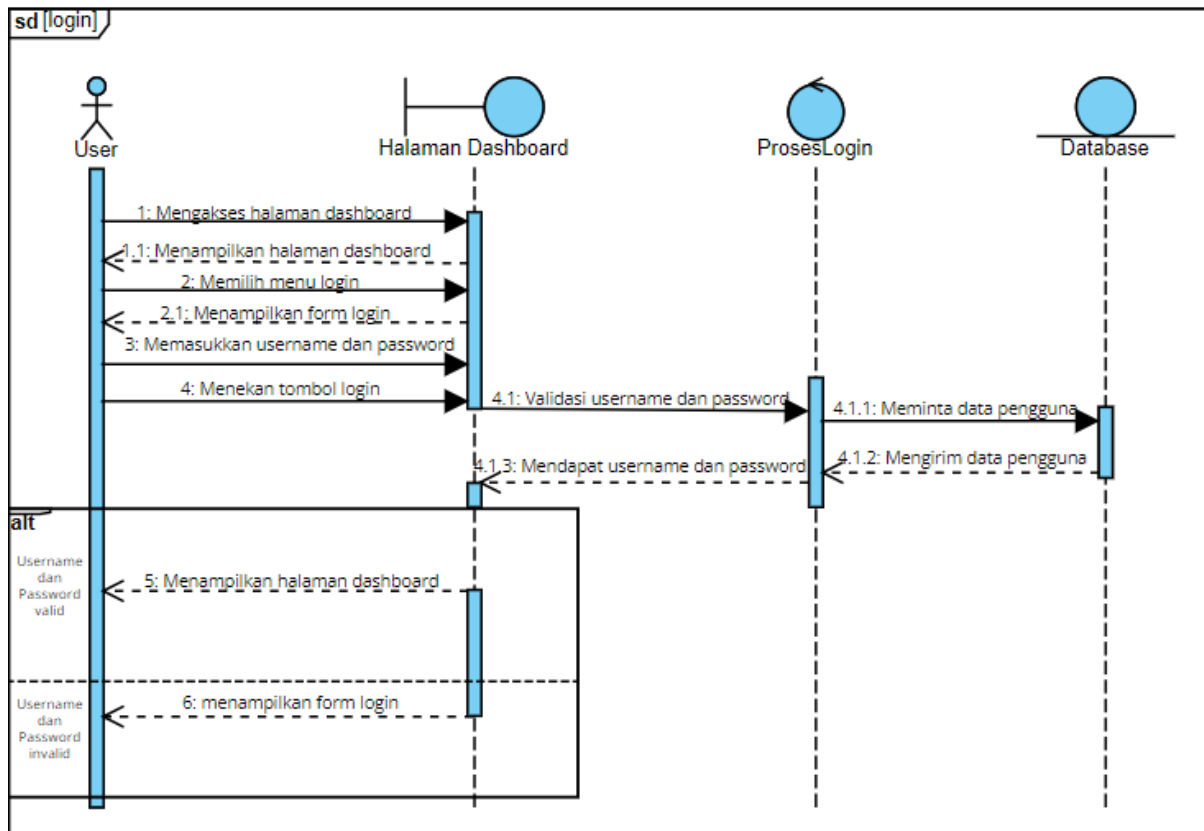 sd [login]
User
Halaman Dashboard
ProsesLogin
Database
1: Mengakses halaman dashboard
1.1: Menampilkan halaman dashboard
2: Memilih menu login
2.1: Menampilkan form login
3: Memasukkan username dan password
4: Menekan tombol login
4.1: Validasi username dan password
4.1.1: Meminta data pengguna
4.1.2: Mengirim data pengguna
4.1.3: Mendapat username dan password
alt
Username
dan
Password
valid
5: Menampilkan halaman dashboard
Username
dan
Password
invalid
6: menampilkan form login